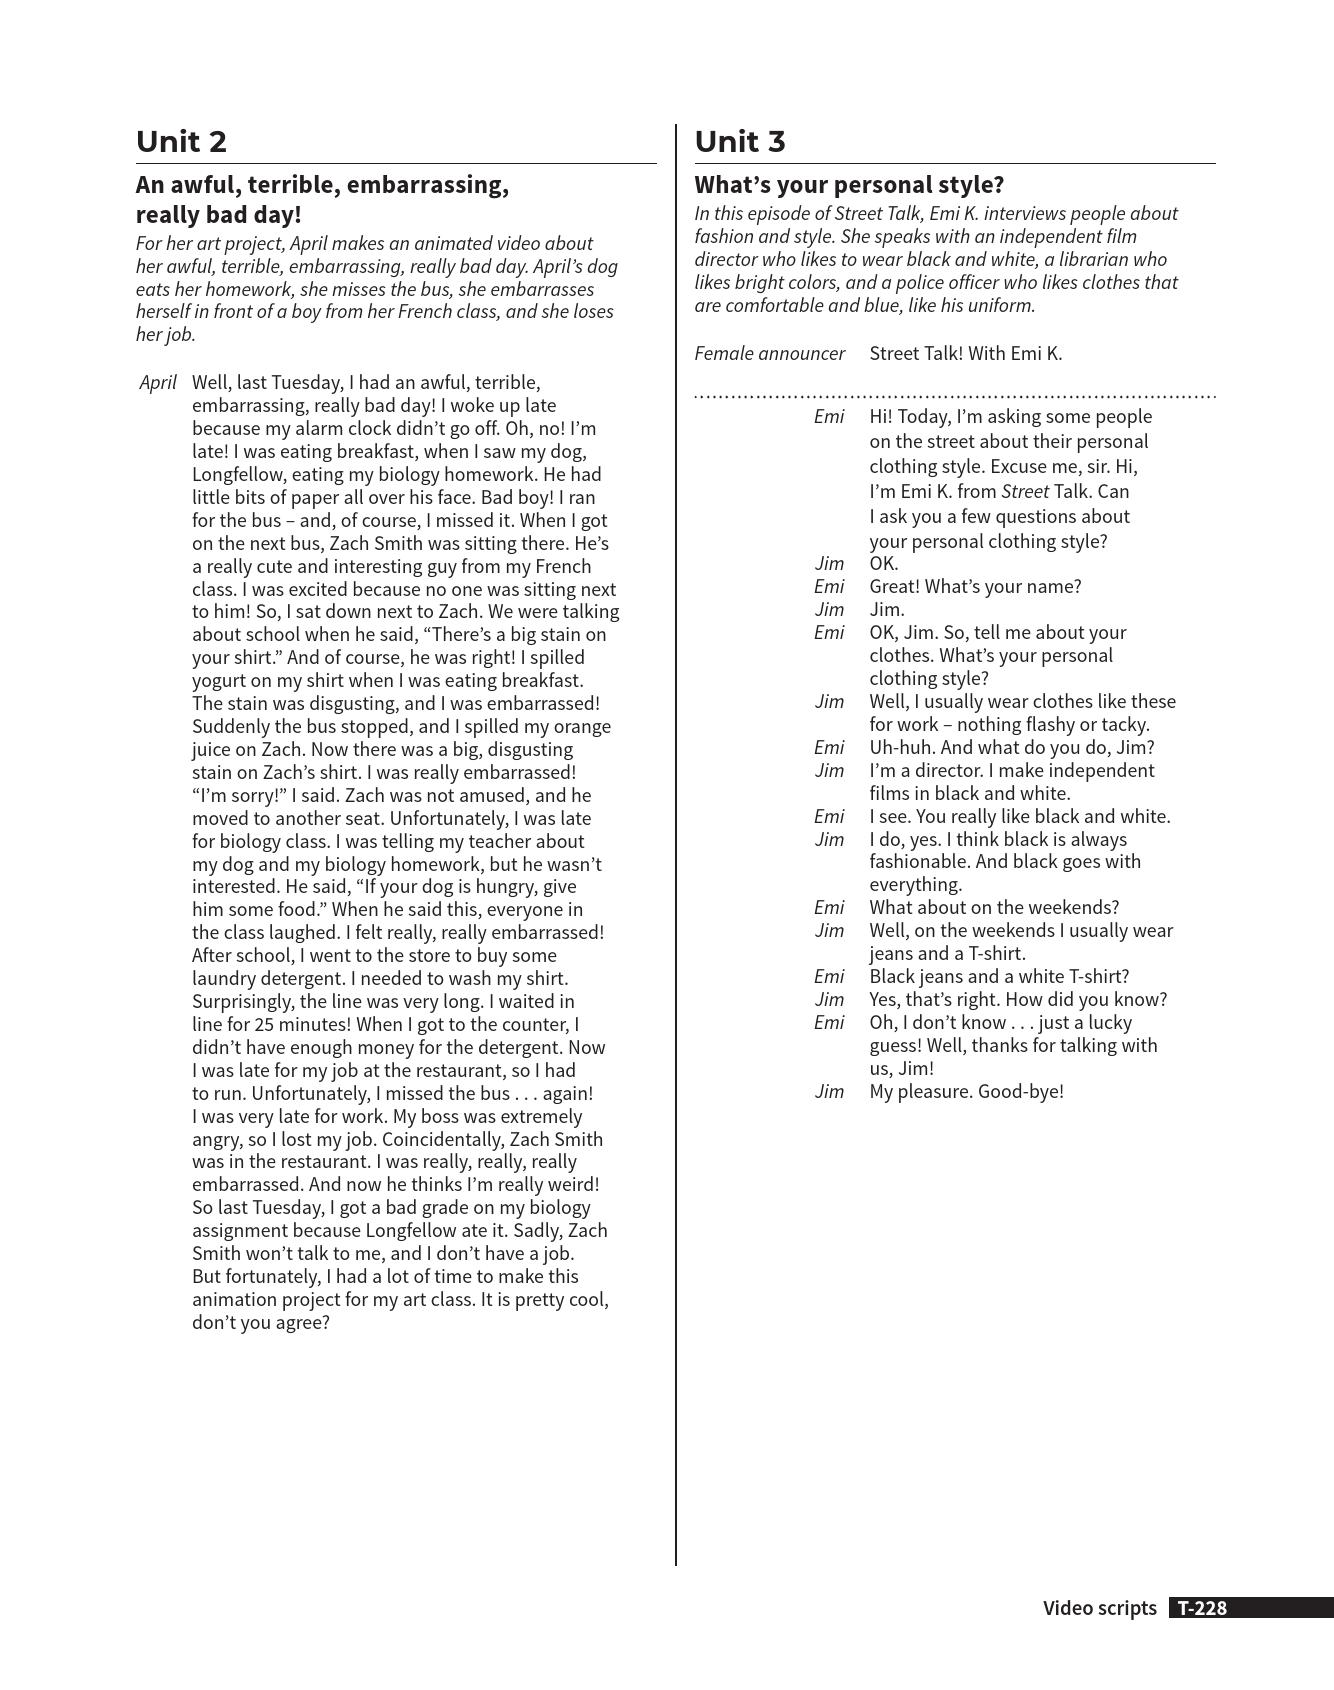 Unit 2
An awful, terrible, embarrassing,
really bad day!
For her art project, April makes an animated video about
her awful, terrible, embarrassing, really bad day. April’s dog
eats her homework, she misses the bus, she embarrasses
herself in front of a boy from her French class, and she loses
her job.
April Well, last Tuesday, I had an awful, terrible,
embarrassing, really bad day! I woke up late
because my alarm clock didn’t go off. Oh, no! I’m
late! I was eating breakfast, when I saw my dog,
Longfellow, eating my biology homework. He had
little bits of paper all over his face. Bad boy! I ran
for the bus – and, of course, I missed it. When I got
on the next bus, Zach Smith was sitting there. He’s
a really cute and interesting guy from my French
class. I was excited because no one was sitting next
to him! So, I sat down next to Zach. We were talking
about school when he said, “There’s a big stain on
your shirt.” And of course, he was right! I spilled
yogurt on my shirt when I was eating breakfast.
The stain was disgusting, and I was embarrassed!
Suddenly the bus stopped, and I spilled my orange
juice on Zach. Now there was a big, disgusting
stain on Zach’s shirt. I was really embarrassed!
“I’m sorry!” I said. Zach was not amused, and he
moved to another seat. Unfortunately, I was late
for biology class. I was telling my teacher about
my dog and my biology homework, but he wasn’t
interested. He said, “If your dog is hungry, give
him some food.” When he said this, everyone in
the class laughed. I felt really, really embarrassed!
After school, I went to the store to buy some
laundry detergent. I needed to wash my shirt.
Surprisingly, the line was very long. I waited in
line for 25 minutes! When I got to the counter, I
didn’t have enough money for the detergent. Now
I was late for my job at the restaurant, so I had
to run. Unfortunately, I missed the bus . . . again!
I was very late for work. My boss was extremely
angry, so I lost my job. Coincidentally, Zach Smith
was in the restaurant. I was really, really, really
embarrassed. And now he thinks I’m really weird!
So last Tuesday, I got a bad grade on my biology
assignment because Longfellow ate it. Sadly, Zach
Smith won’t talk to me, and I don’t have a job.
But fortunately, I had a lot of time to make this
animation project for my art class. It is pretty cool,
don’t you agree?
Unit 3
What’s your personal style?
In this episode of Street Talk, Emi K. interviews people about
fashion and style. She speaks with an independent film
director who likes to wear black and white, a librarian who
likes bright colors, and a police officer who likes clothes that
are comfortable and blue, like his uniform.
Female announcer Street Talk! With Emi K.
Emi Hi! Today, I’m asking some people
on the street about their personal
clothing style. Excuse me, sir. Hi,
I’m Emi K. from Street Talk. Can
I ask you a few questions about
your personal clothing style?
Jim OK.
Emi Great! What’s your name?
Jim Jim.
Emi OK, Jim. So, tell me about your
clothes. What’s your personal
clothing style?
Jim Well, I usually wear clothes like these
for work – nothing flashy or tacky.
Emi Uh-huh. And what do you do, Jim?
Jim I’m a director. I make independent
films in black and white.
Emi I see. You really like black and white.
Jim I do, yes. I think black is always
fashionable. And black goes with
everything.
Emi What about on the weekends?
Jim Well, on the weekends I usually wear
jeans and a T-shirt.
Emi Black jeans and a white T-shirt?
Jim Yes, that’s right. How did you know?
Emi Oh, I don’t know . . . just a lucky
guess! Well, thanks for talking with
us, Jim!
Jim My pleasure. Good-bye!
Video scripts T-228